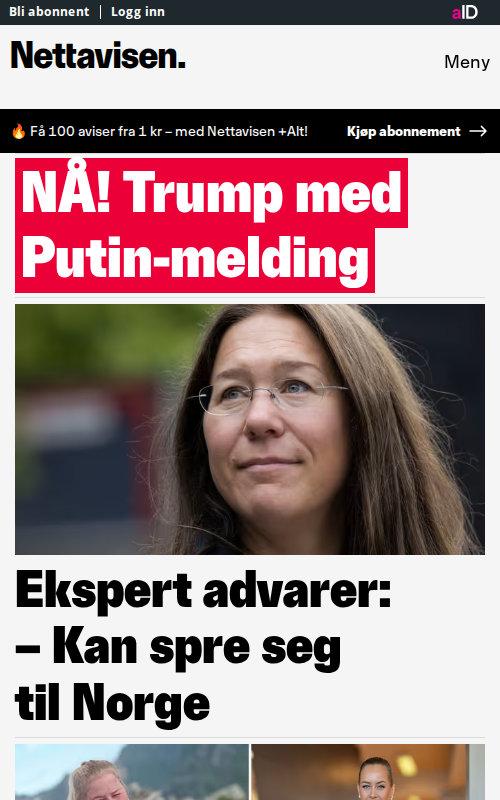 Bli abonnent | Logg inn
aID
Nettavisen.
Meny
🔥 Få 100 aviser fra 1 kr – med Nettavisen +Alt!
Kjøp abonnement →
NÅ! Trump med
Putin-melding
Ekspert advarer:
– Kan spre seg
til Norge